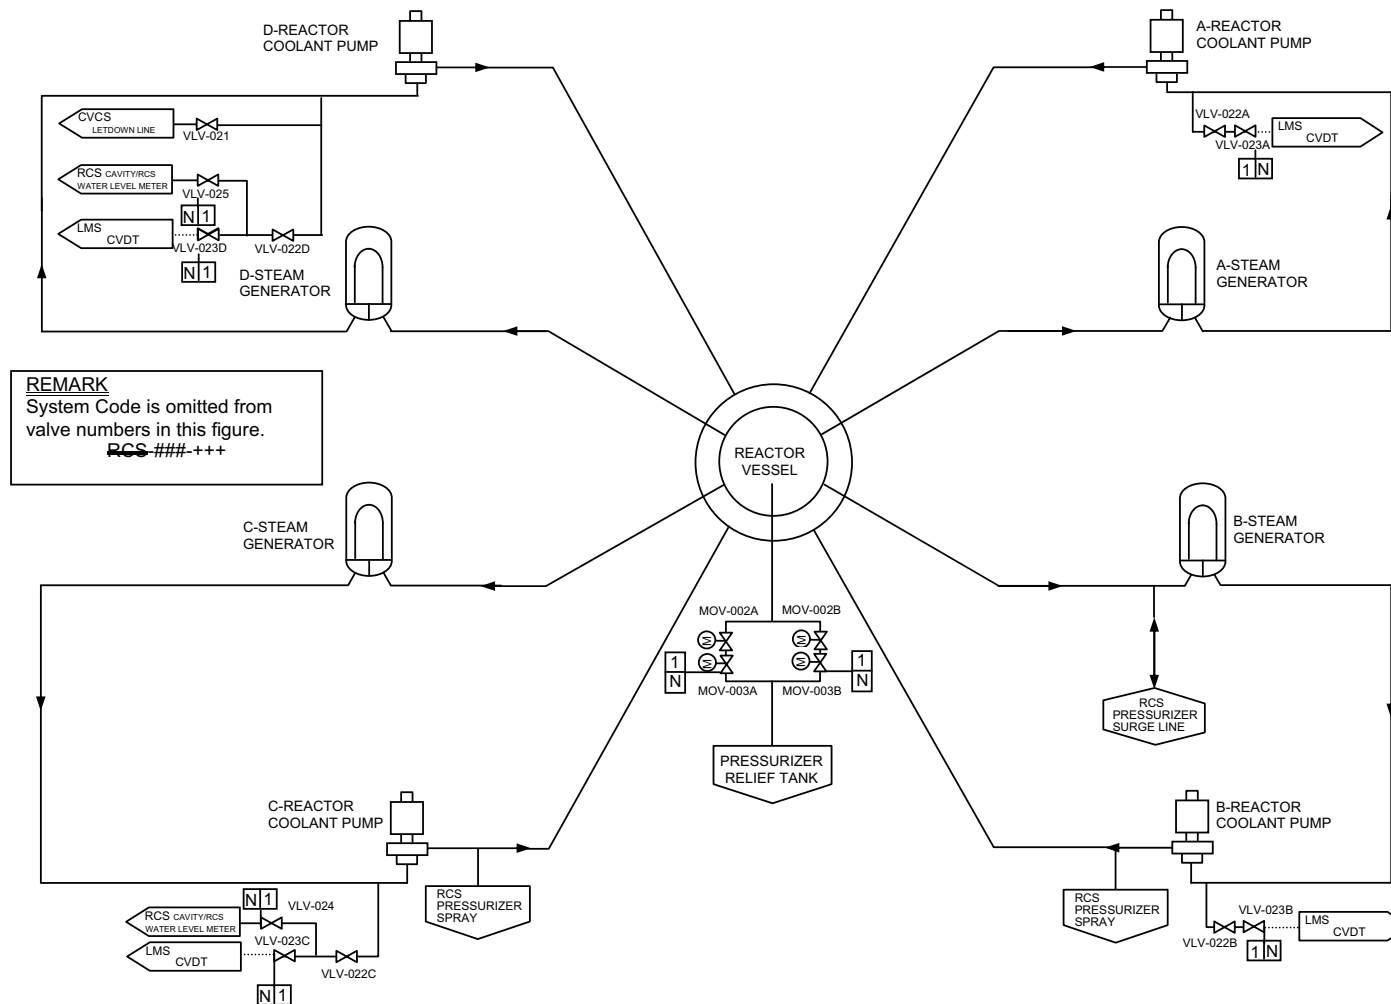 D-REACTOR
COOLANT PUMP
A-REACTOR
COOLANT PUMP
CVCS
LETDOWN LINE
VLV-021
RCS CAVITY/RCS
WATER LEVEL METER
VLV-025
N 1
LMS
CVDT
VLV-023D
VLV-022D
N 1
D-STEAM
GENERATOR
VLV-022A
VLV-023A
LMS
CVDT
1 N
A-STEAM
GENERATOR
REMARK
System Code is omitted from
valve numbers in this figure.
RCS-###-+++
REACTOR
VESSEL
C-STEAM
GENERATOR
B-STEAM
GENERATOR
MOV-002A
MOV-002B
M
M
M
M
1
N
1
N
MOV-003A
MOV-003B
PRESSURIZER
RELIEF TANK
RCS
PRESSURIZER
SURGE LINE
C-REACTOR
COOLANT PUMP
B-REACTOR
COOLANT PUMP
RCS
PRESSURIZER
SPRAY
RCS
PRESSURIZER
SPRAY
N 1
VLV-024
RCS CAVITY/RCS
WATER LEVEL METER
VLV-023C
LMS
CVDT
VLV-022C
N 1
VLV-023B
VLV-022B
LMS
CVDT
1 N